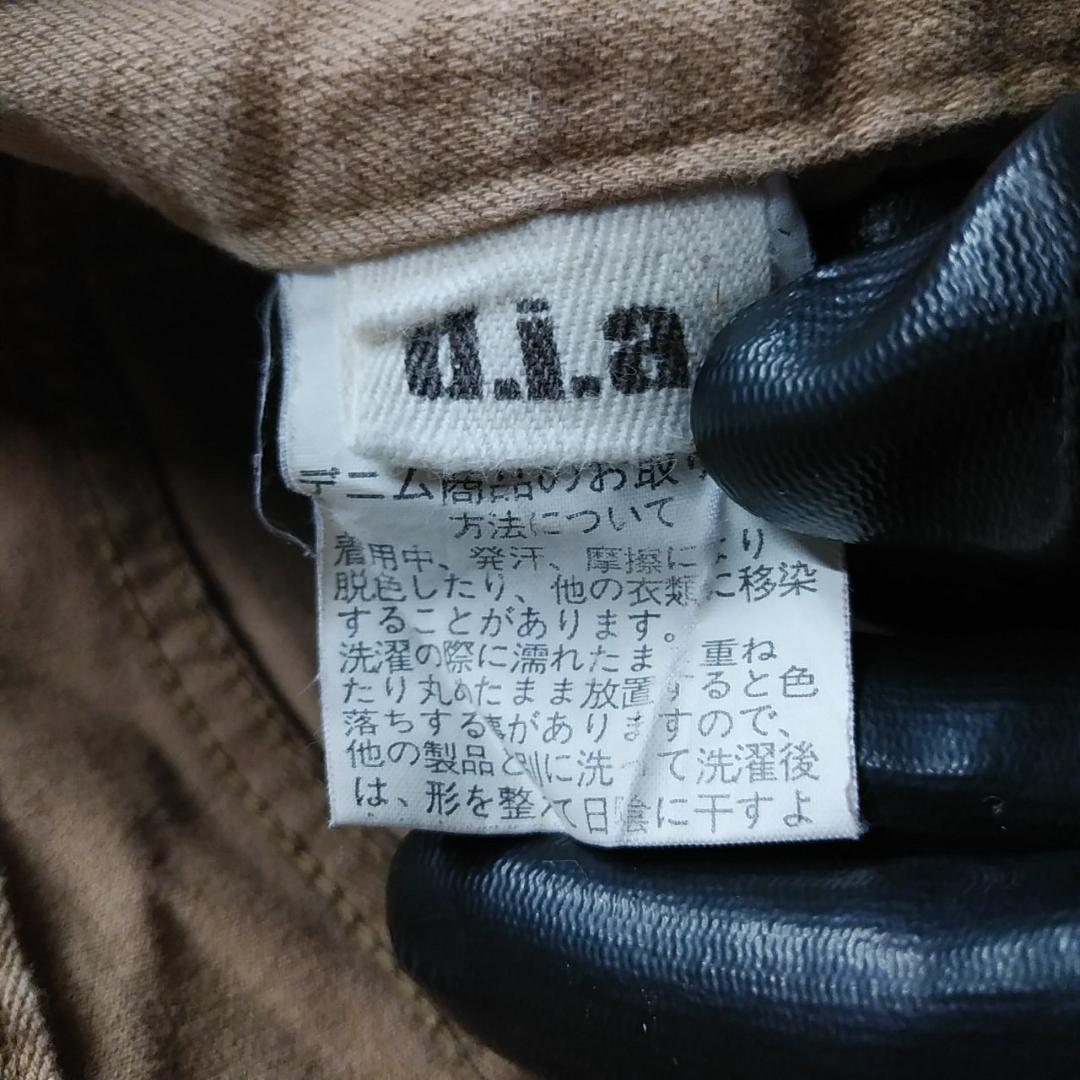 d.i.a
デニム商品のお取り
方法について
着用中、発汗、摩擦により
脱色したり、他の衣類に移染
することがあります。
洗濯の際に濡れたまま 重ね
たり丸めたまま放置すると色
落ちする事がありますので、
他の製品と別に洗って洗濯後
は、形を整えて日陰に干すよ